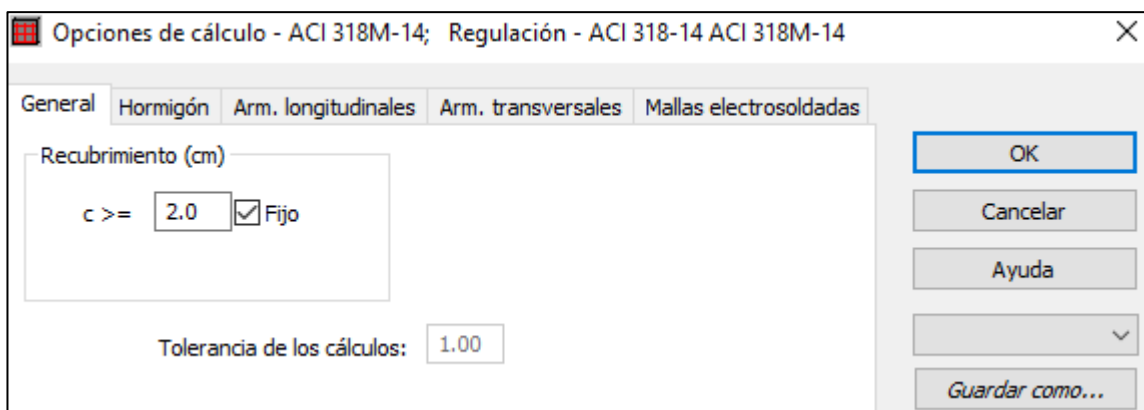 Opciones de cálculo - ACI 318M-14; Regulación - ACI 318-14 ACI 318M-14
General Hormigón Arm. longitudinales Arm. transversales Mallas electrosoldadas
Recubrimiento (cm)
c >= 2.0 Fijo
Tolerancia de los cálculos: 1.00
OK
Cancelar
Ayuda
Guardar como...